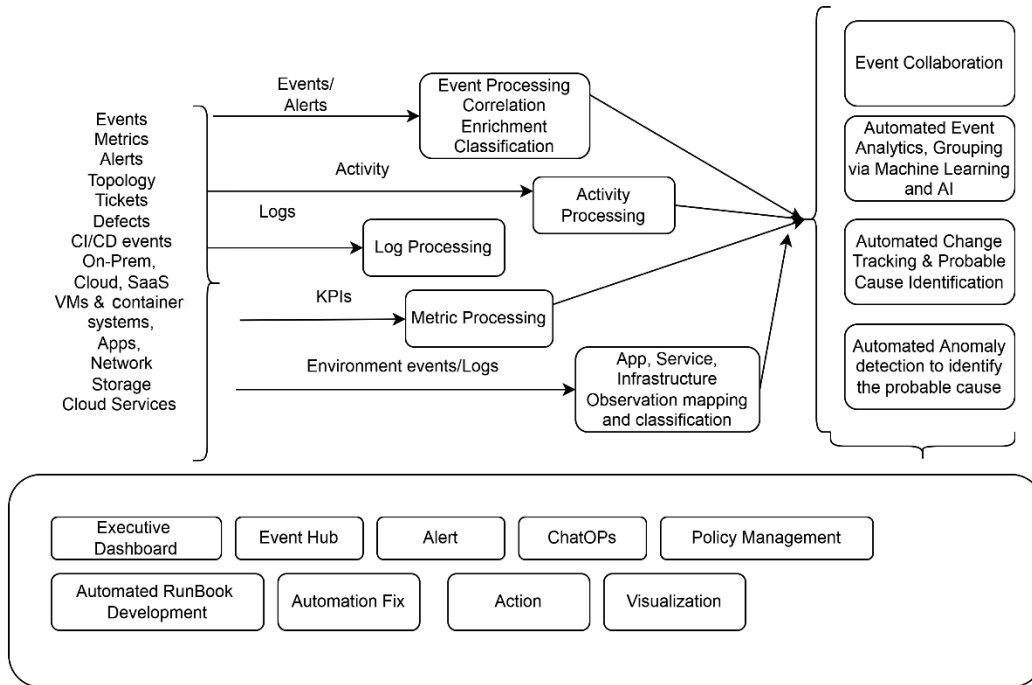 Events
Metrics
Alerts
Topology
Tickets
Defects
CI/CD events
On-Prem,
Cloud, SaaS
VMs & container
systems,
Apps,
Network
Storage
Cloud Services
Events/
Alerts
Activity
Logs
KPIs
Environment events/Logs
Event Processing
Correlation
Enrichment
Classification
Activity
Processing
Log Processing
Metric Processing
App, Service,
Infrastructure
Observation mapping
and classification
Event Collaboration
Automated Event
Analytics, Grouping
via Machine Learning
and AI
Automated Change
Tracking & Probable
Cause Identification
Automated Anomaly
detection to identify
the probable cause
Executive
Dashboard
Event Hub
Alert
ChatOPs
Policy Management
Automated RunBook
Development
Automation Fix
Action
Visualization